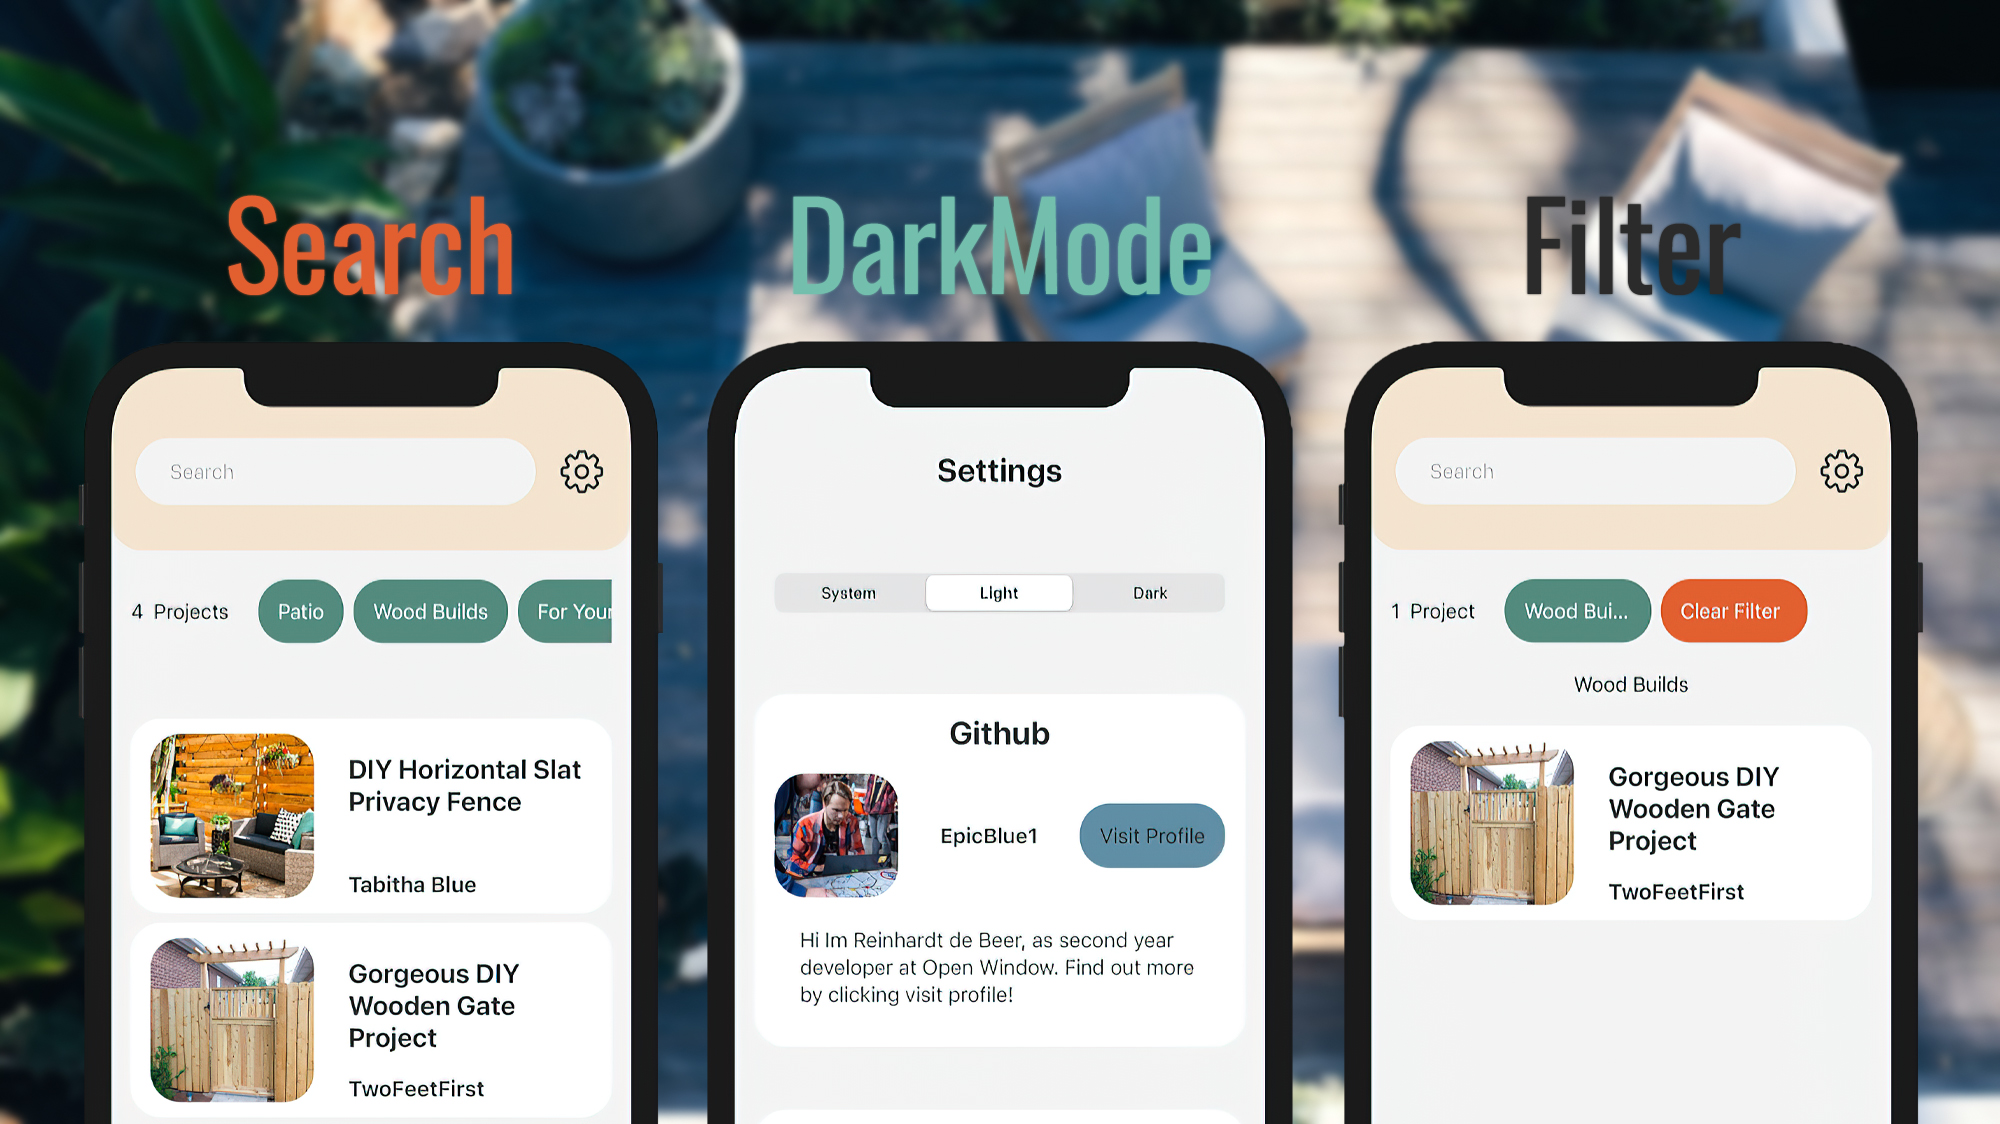 Search
DarkMode
Filter
Search
4 Projects
Patio
Wood Builds
For Your
DIY Horizontal Slat
Privacy Fence
Tabitha Blue
Gorgeous DIY
Wooden Gate
Project
TwoFeetFirst
Settings
System
Light
Dark
Github
EpicBlue1
Visit Profile
Hi Im Reinhardt de Beer, as second year
developer at Open Window. Find out more
by clicking visit profile!
Search
1 Project
Wood Bui...
Clear Filter
Wood Builds
Gorgeous DIY
Wooden Gate
Project
TwoFeetFirst